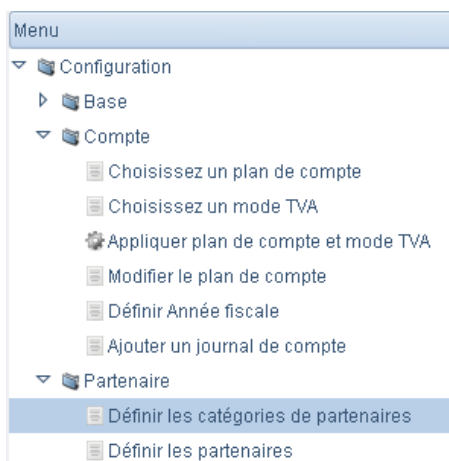 Menu
Configuration
Base
Compte
Choisissez un plan de compte
Choisissez un mode TVA
Appliquer plan de compte et mode TVA
Modifier le plan de compte
Définir Année fiscale
Ajouter un journal de compte
Partenaire
Définir les catégories de partenaires
Définir les partenaires